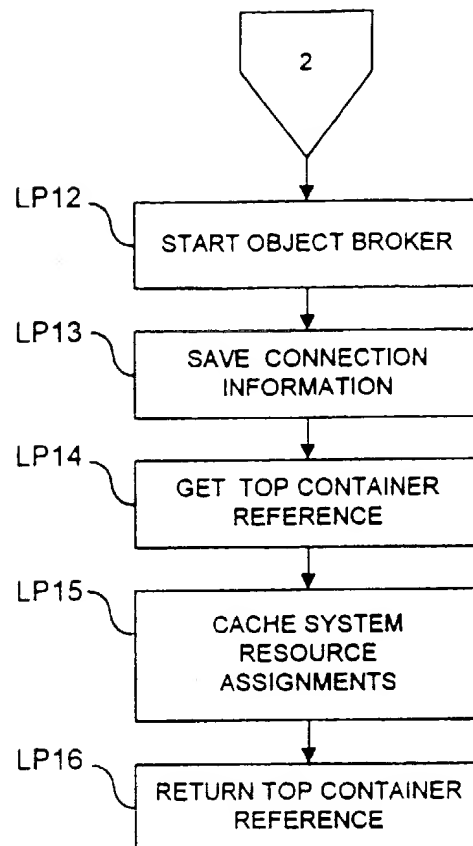 2
LP12
START OBJECT BROKER
LP13
SAVE CONNECTION
INFORMATION
LP14
GET TOP CONTAINER
REFERENCE
LP15
CACHE SYSTEM
RESOURCE
ASSIGNMENTS
LP16
RETURN TOP CONTAINER
REFERENCE